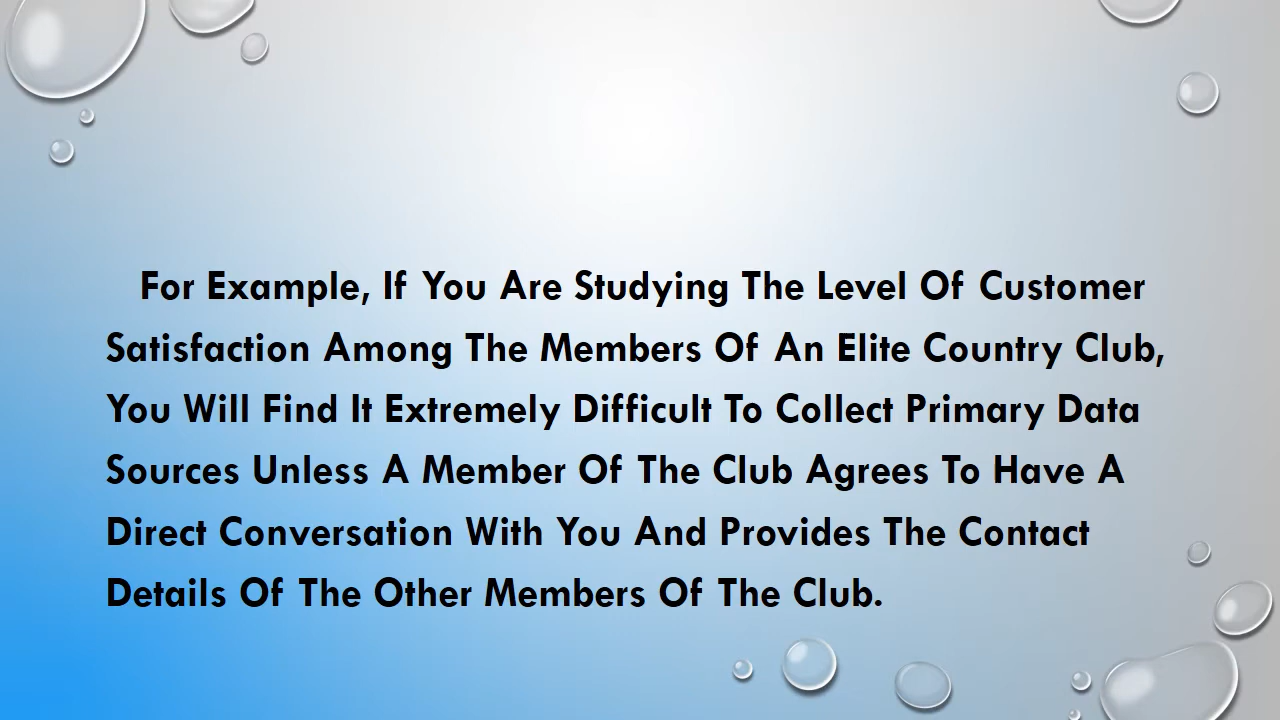 For Example, If You Are Studying The Level Of Customer
Satisfaction Among The Members Of An Elite Country Club,
You Will Find It Extremely Difficult To Collect Primary Data
Sources Unless A Member Of The Club Agrees To Have A
Direct Conversation With You And Provides The Contact
Details Of The Other Members Of The Club.